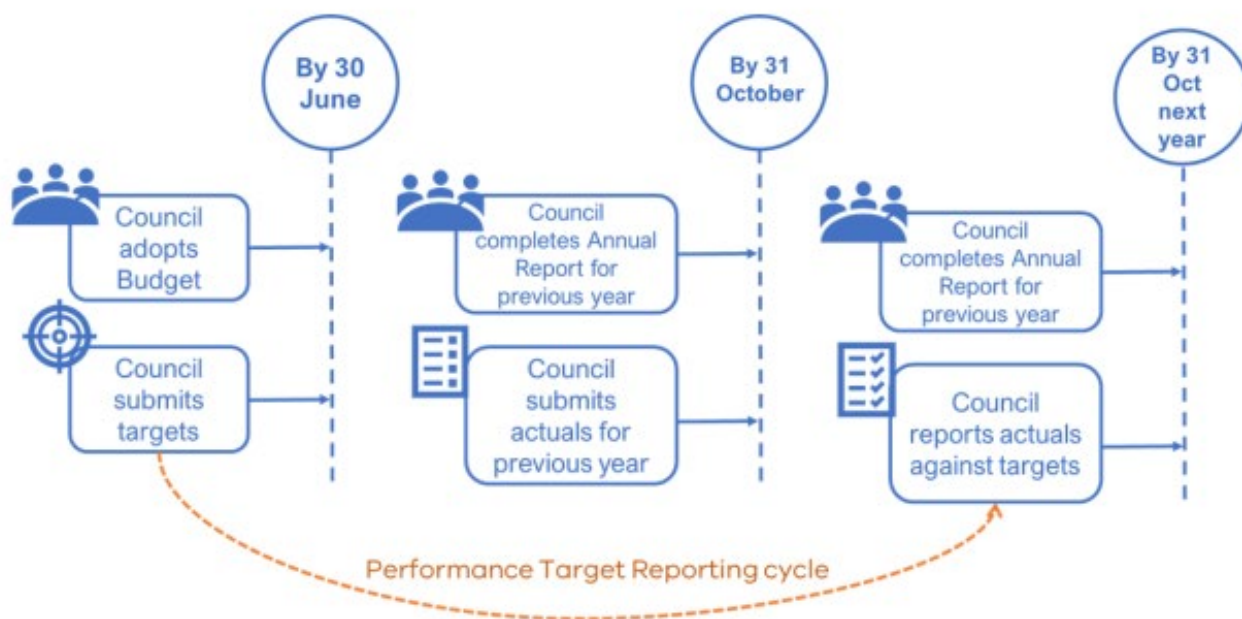 By 30
June
By 31
October
By 31
Oct
next
year
Council
adopts
Budget
Council
completes Annual
Report for
previous year
Council
completes Annual
Report for
previous year
Council
submits
targets
Council
submits
actuals for
previous year
Council
reports actuals
against targets
Performance Target Reporting cycle